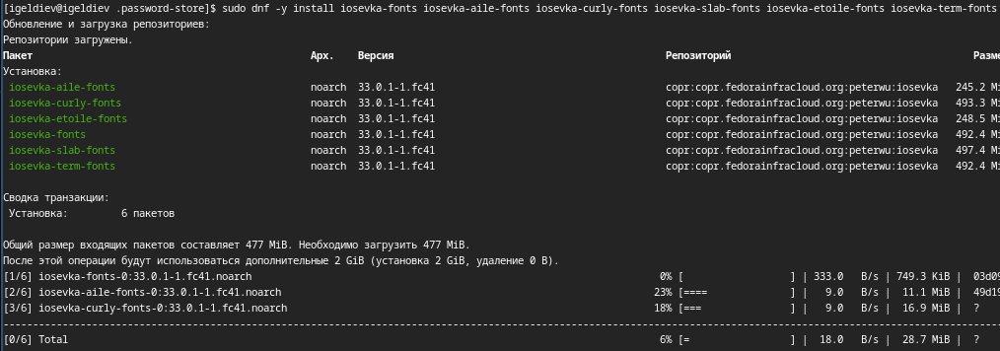 [igeldiev@igeldiev .password-store]$ sudo dnf -y install iosevka-fonts iosevka-aile-fonts iosevka-curly-fonts iosevka-slab-fonts iosevka-etoile-fonts iosevka-term-fonts
Обновление и загрузка репозиториев:
Репозитории загружены.
Пакет Арх. Версия Репозиторий Разме
Установка:
iosevka-aile-fonts noarch 33.0.1-1.fc41 copr:copr.fedorainfracloud.org:peterwu:iosevka 245.2 Mi
iosevka-curly-fonts noarch 33.0.1-1.fc41 copr:copr.fedorainfracloud.org:peterwu:iosevka 493.3 Mi
iosevka-etoile-fonts noarch 33.0.1-1.fc41 copr:copr.fedorainfracloud.org:peterwu:iosevka 248.5 Mi
iosevka-fonts noarch 33.0.1-1.fc41 copr:copr.fedorainfracloud.org:peterwu:iosevka 492.4 Mi
iosevka-slab-fonts noarch 33.0.1-1.fc41 copr:copr.fedorainfracloud.org:peterwu:iosevka 497.4 Mi
iosevka-term-fonts noarch 33.0.1-1.fc41 copr:copr.fedorainfracloud.org:peterwu:iosevka 492.4 Mi
Сводка транзакции:
Установка: 6 пакетов
Общий размер входящих пакетов составляет 477 MiB. Необходимо загрузить 477 MiB.
После этой операции будут использоваться дополнительные 2 GiB (установка 2 GiB, удаление 0 B).
[1/6] iosevka-fonts-0:33.0.1-1.fc41.noarch 0% [ ] | 333.0 B/s | 749.3 KiB | 03d09
[2/6] iosevka-aile-fonts-0:33.0.1-1.fc41.noarch 23% [==== ] | 9.0 B/s | 11.1 MiB | 49d19
[3/6] iosevka-curly-fonts-0:33.0.1-1.fc41.noarch 18% [=== ] | 9.0 B/s | 16.9 MiB | ?
----------------------------------------------------------------------------------------------------
[0/6] Total 6% [= ] | 18.0 B/s | 28.7 MiB | ?